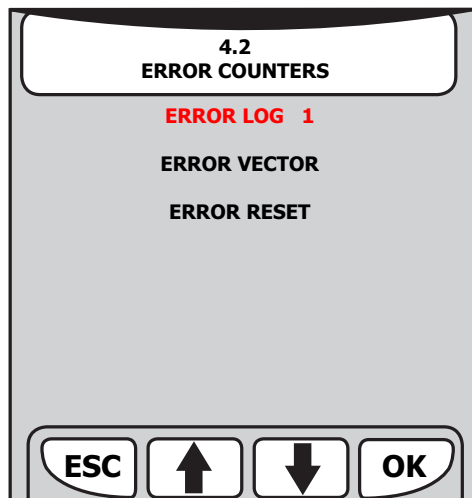 4.2
ERROR COUNTERS
ERROR LOG 1
ERROR VECTOR
ERROR RESET
ESC OK